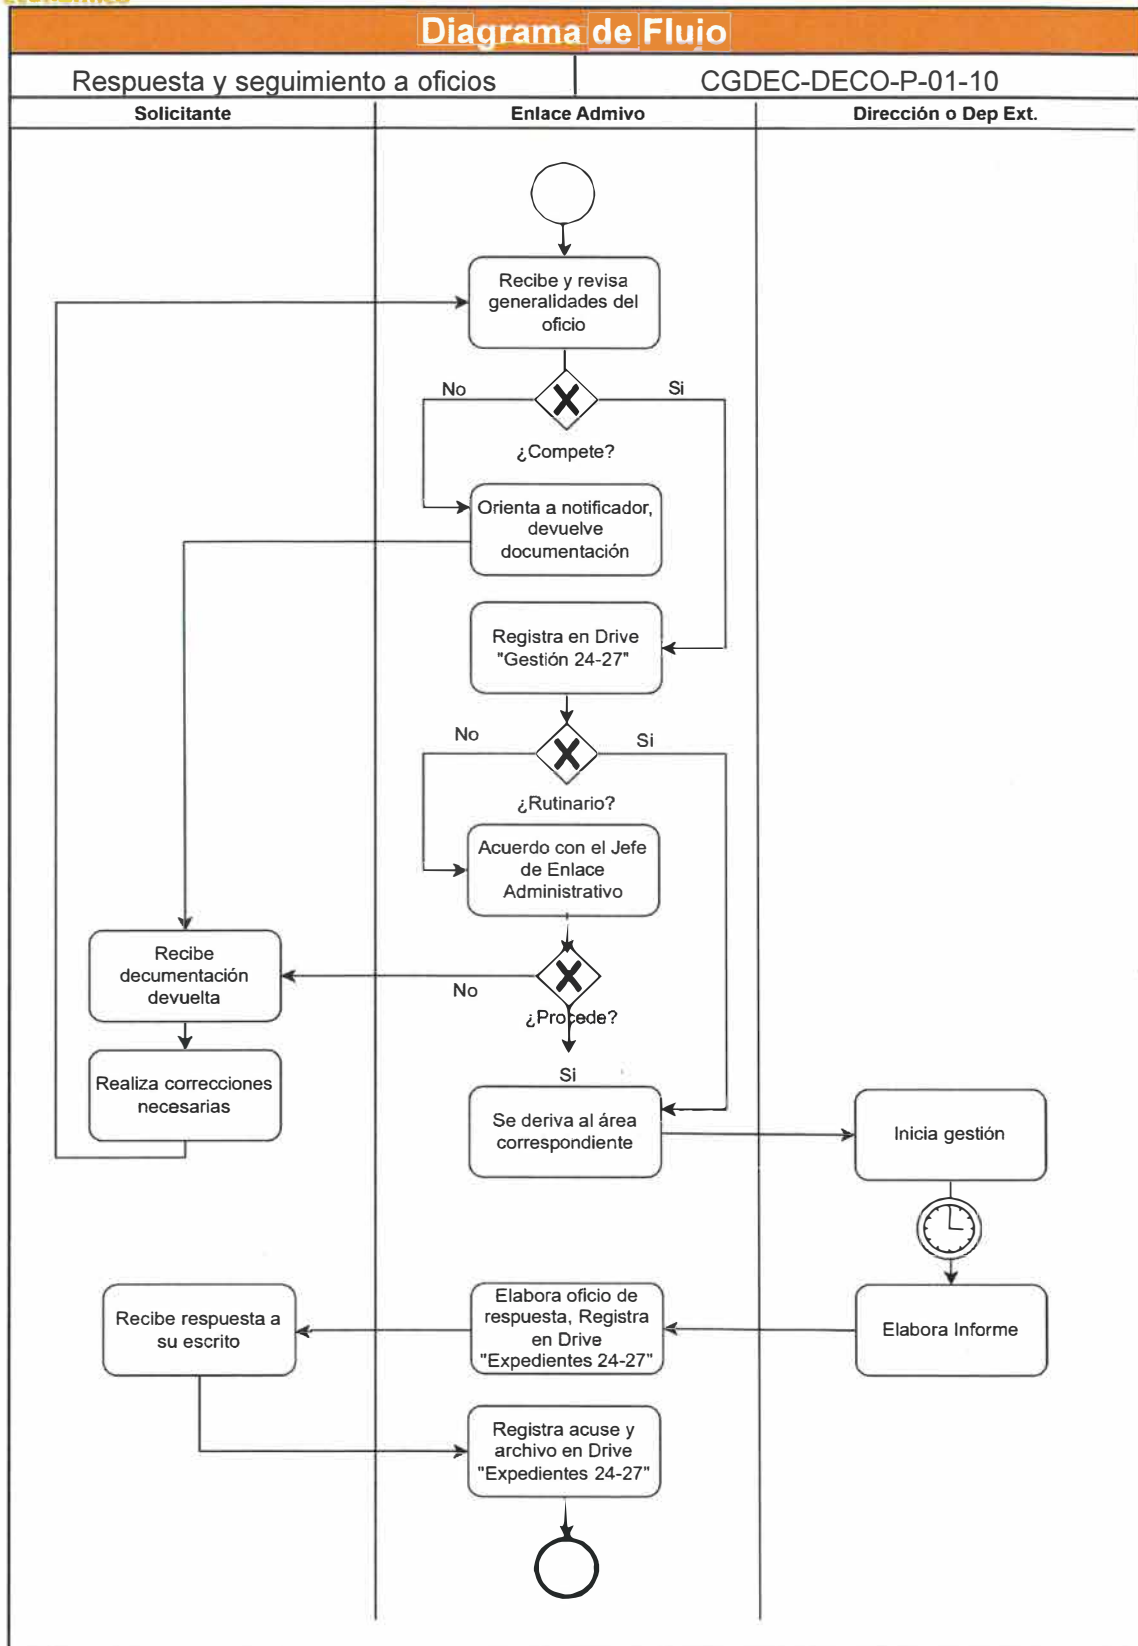 Diagrama de Flujo
Respuesta y seguimiento a oficios
CGDEC-DECO-P-01-10
Solicitante
Enlace Admivo
Dirección o Dep Ext.
Recibe y revisa
generalidades del
oficio
No
Si
¿Compete?
Orienta a notificador,
devuelve
documentación
Registra en Drive
"Gestión 24-27"
No
Si
¿Rutinario?
Acuerdo con el Jefe
de Enlace
Administrativo
Recibe
decumentación
devuelta
No
¿Procede?
Si
Realiza correcciones
necesarias
Se deriva al área
correspondiente
Inicia gestión
Recibe respuesta a
su escrito
Elabora oficio de
respuesta, Registra
en Drive
"Expedientes 24-27"
Elabora Informe
Registra acuse y
archivo en Drive
"Expedientes 24-27"